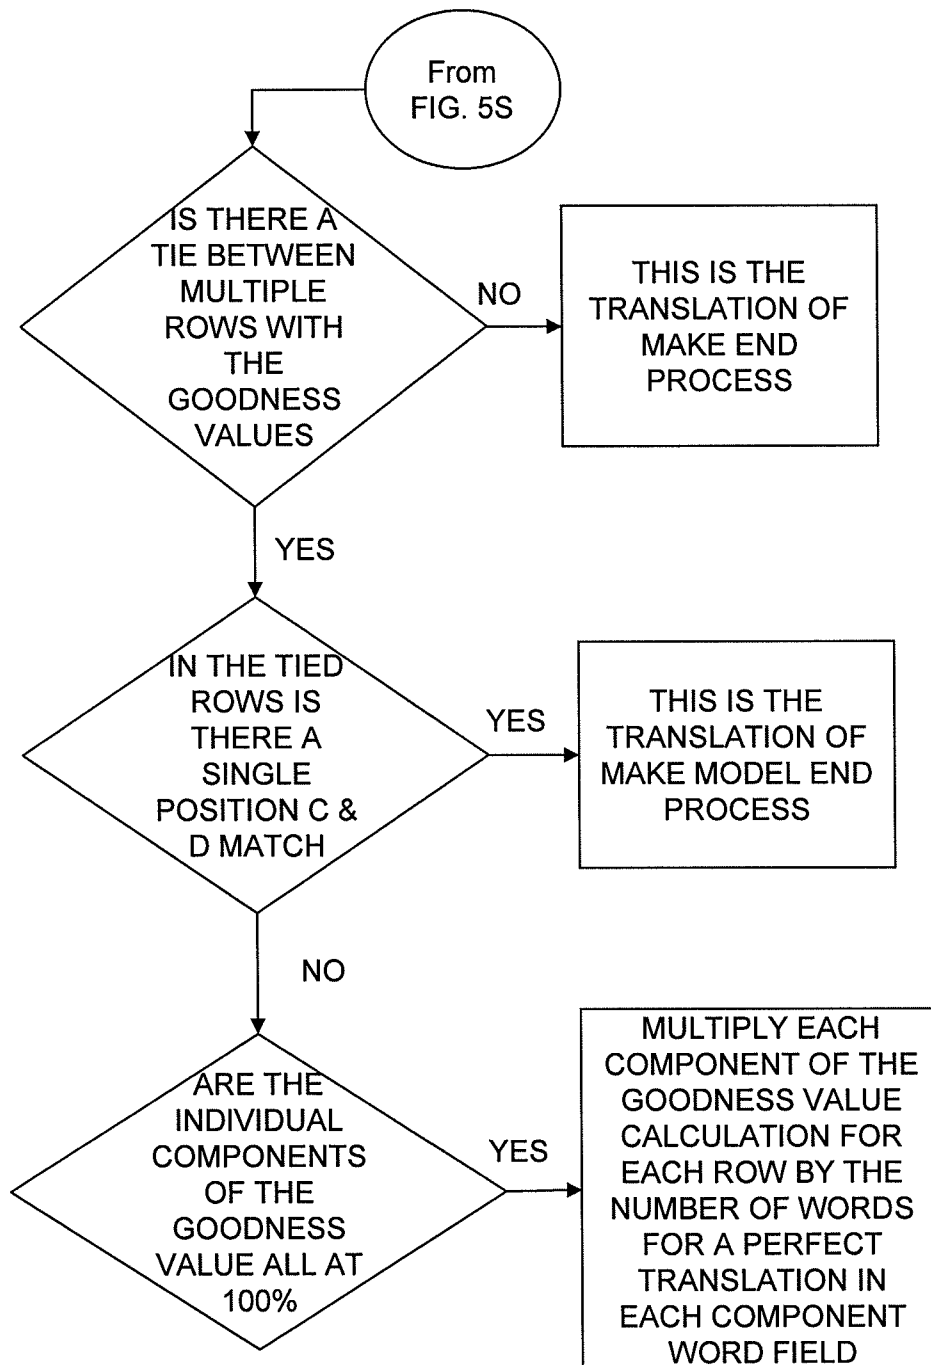 From
FIG. 5S
IS THERE A
TIE BETWEEN
MULTIPLE
ROWS WITH
THE
GOODNESS
VALUES
NO
THIS IS THE
TRANSLATION OF
MAKE END
PROCESS
YES
IN THE TIED
ROWS IS
THERE A
SINGLE
POSITION C &
D MATCH
YES
THIS IS THE
TRANSLATION OF
MAKE MODEL END
PROCESS
NO
ARE THE
INDIVIDUAL
COMPONENTS
OF THE
GOODNESS
VALUE ALL AT
100%
YES
MULTIPLY EACH
COMPONENT OF THE
GOODNESS VALUE
CALCULATION FOR
EACH ROW BY THE
NUMBER OF WORDS
FOR A PERFECT
TRANSLATION IN
EACH COMPONENT
WORD FIELD